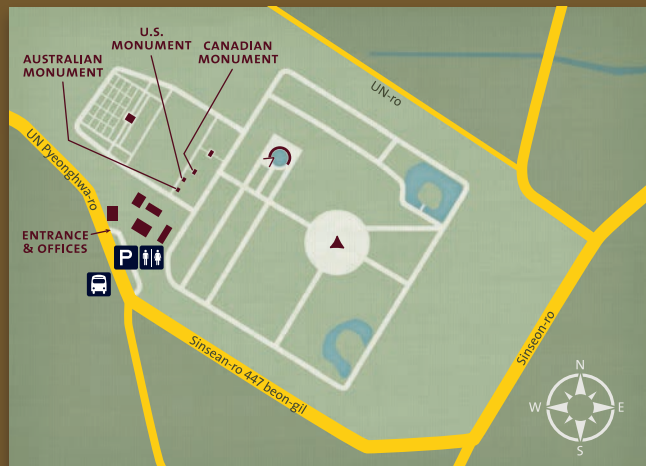 U.S.
MONUMENT
CANADIAN
MONUMENT
AUSTRALIAN
MONUMENT
UN-ro
UN Pyeonghwa-ro
ENTRANCE
& OFFICES
P
Sinsean-ro 447 beon-gil
Sinseon-ro
N
W
E
S